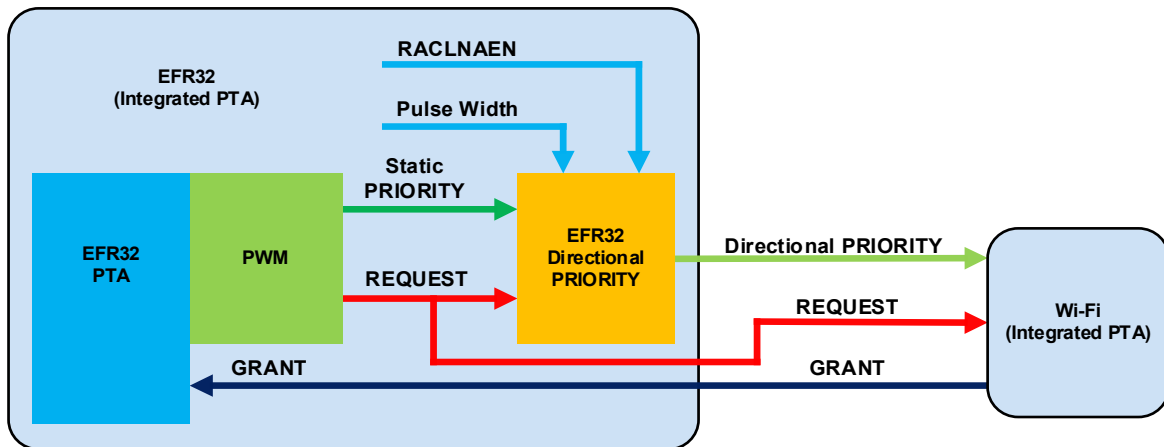 RACLNAEN
EFR32
(Integrated PTA)
Pulse Width
Static
PRIORITY
EFR32
PTA
PWM
EFR32
Directional
PRIORITY
Directional PRIORITY
REQUEST
REQUEST
Wi-Fi
(Integrated PTA)
GRANT
GRANT